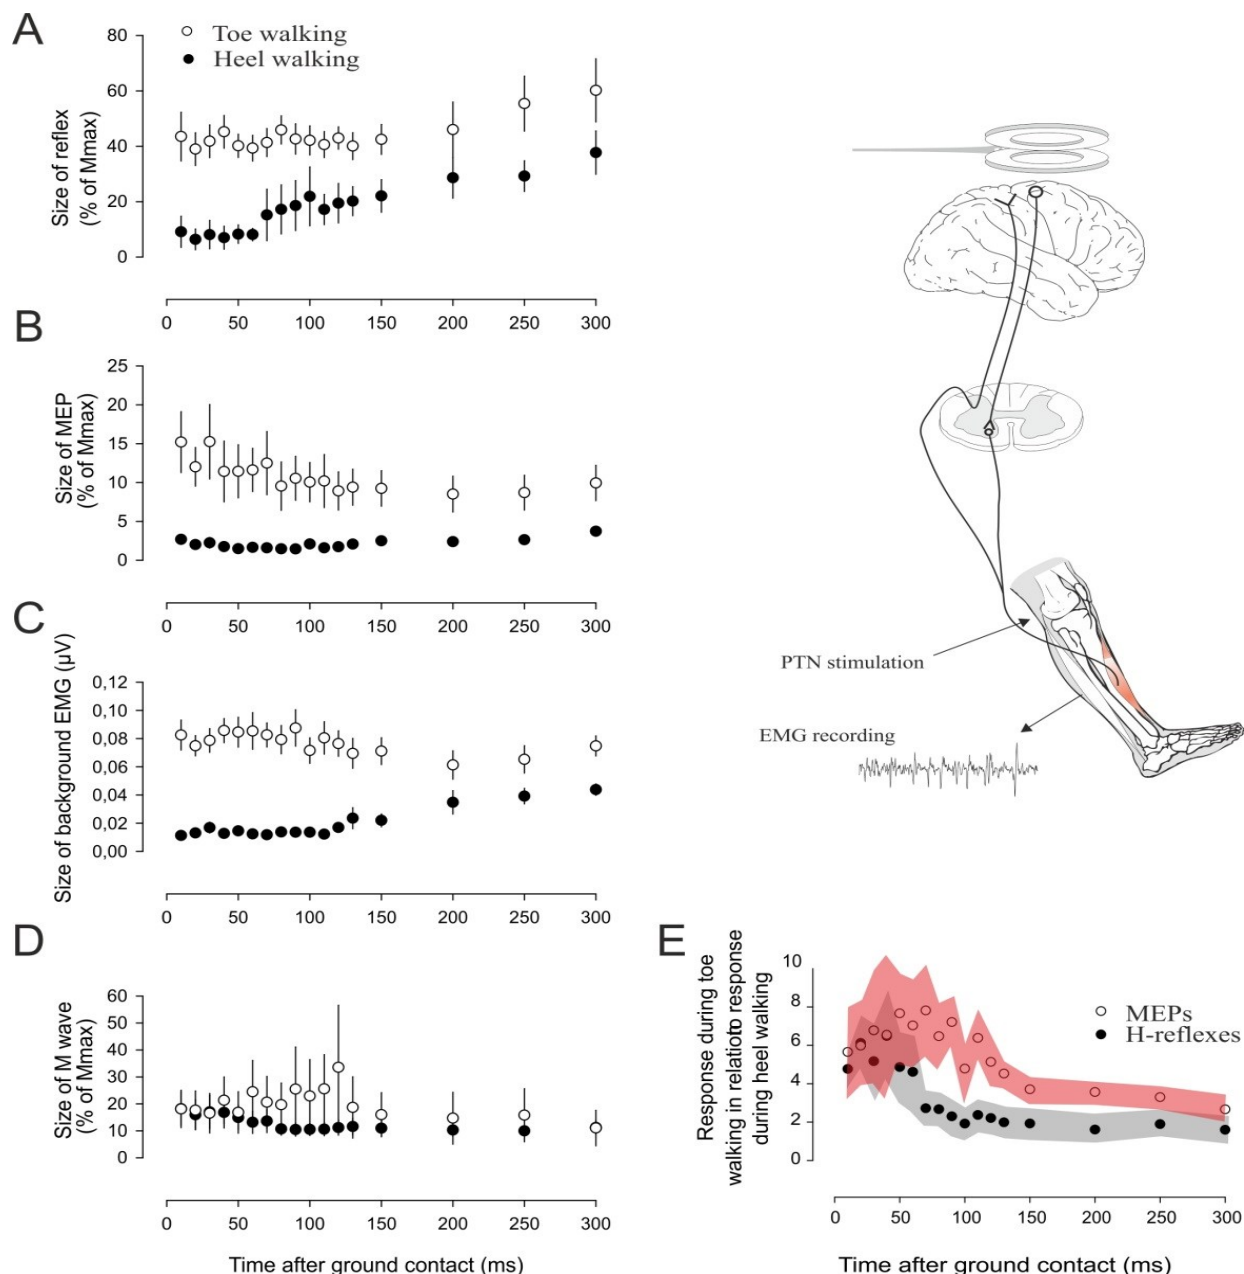 A
Toe walking
Heel walking
Size of reflex
(% of Mmax)
80
60
40
20
0
0 50 100 150 200 250 300
B
Size of MEP
(% of Mmax)
25
20
15
10
5
0
0 50 100 150 200 250 300
C
Size of background EMG (µV)
0,12
0,10
0,08
0,06
0,04
0,02
0,00
0 50 100 150 200 250 300
D
Size of M wave
(% of Mmax)
60
50
40
30
20
10
0
0 50 100 150 200 250 300
Time after ground contact (ms)
PTN stimulation
EMG recording
E
Response during toe
walking in relatioto response
during heel walking
10
8
6
4
2
0
MEPs
H-reflexes
0 50 100 150 200 250 300
Time after ground contact (ms)